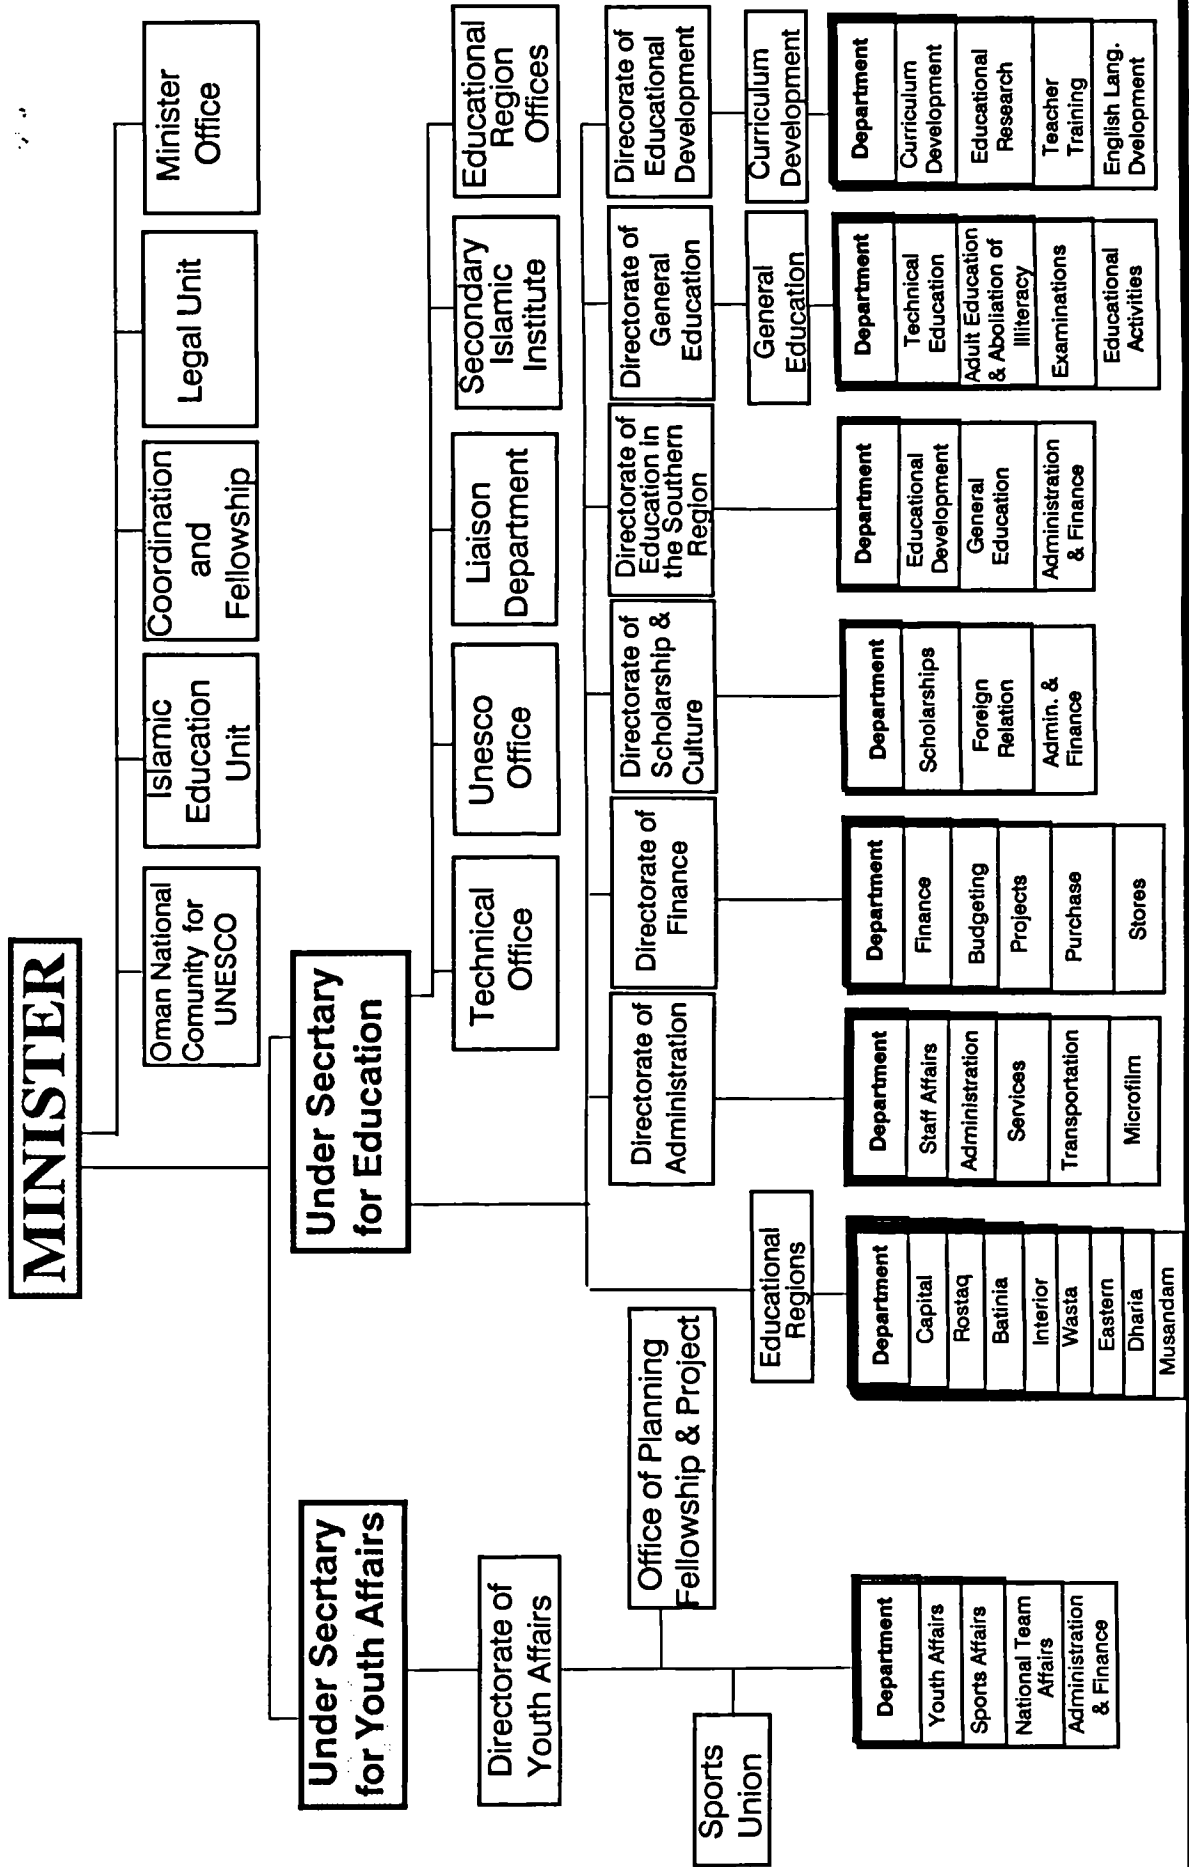 MINISTER
Oman National
Comunity for
UNESCO
Islamic
Education
Unit
Coordination
and
Fellowship
Legal Unit
Minister
Office
Under Secrtary
for Youth Affairs
Under Secrtary
for Education
Directorate of
Youth Affairs
Technical
Office
Unesco
Office
Liaison
Department
Secondary
Islamic
Institute
Educational
Region
Offices
Office of Planning
Fellowship & Project
Directorate of
Administration
Directorate of
Finance
Directorate of
Scholarship &
Culture
Directorate of
Education in
the Southern
Region
Directorate of
General
Education
Direcorate of
Educational
Development
Sports
Union
Educational
Regions
General
Education
Curriculum
Development
Department
Youth Affairs
Sports Affairs
National Team
Affairs
Administration
& Finance
Department
Capital
Rostaq
Batinia
Interior
Wasta
Eastern
Dharia
Musandam
Department
Staff Affairs
Administration
Services
Transportation
Microfilm
Department
Finance
Budgeting
Projects
Purchase
Stores
Department
Scholarships
Foreign
Relation
Admin. &
Finance
Department
Educational
Development
General
Education
Administration
& Finance
Department
Technical
Education
Adult Education
& Aboliation of
Illiteracy
Examinations
Educational
Activities
Department
Curriculum
Development
Educational
Research
Teacher
Training
English Lang.
Dvelopment